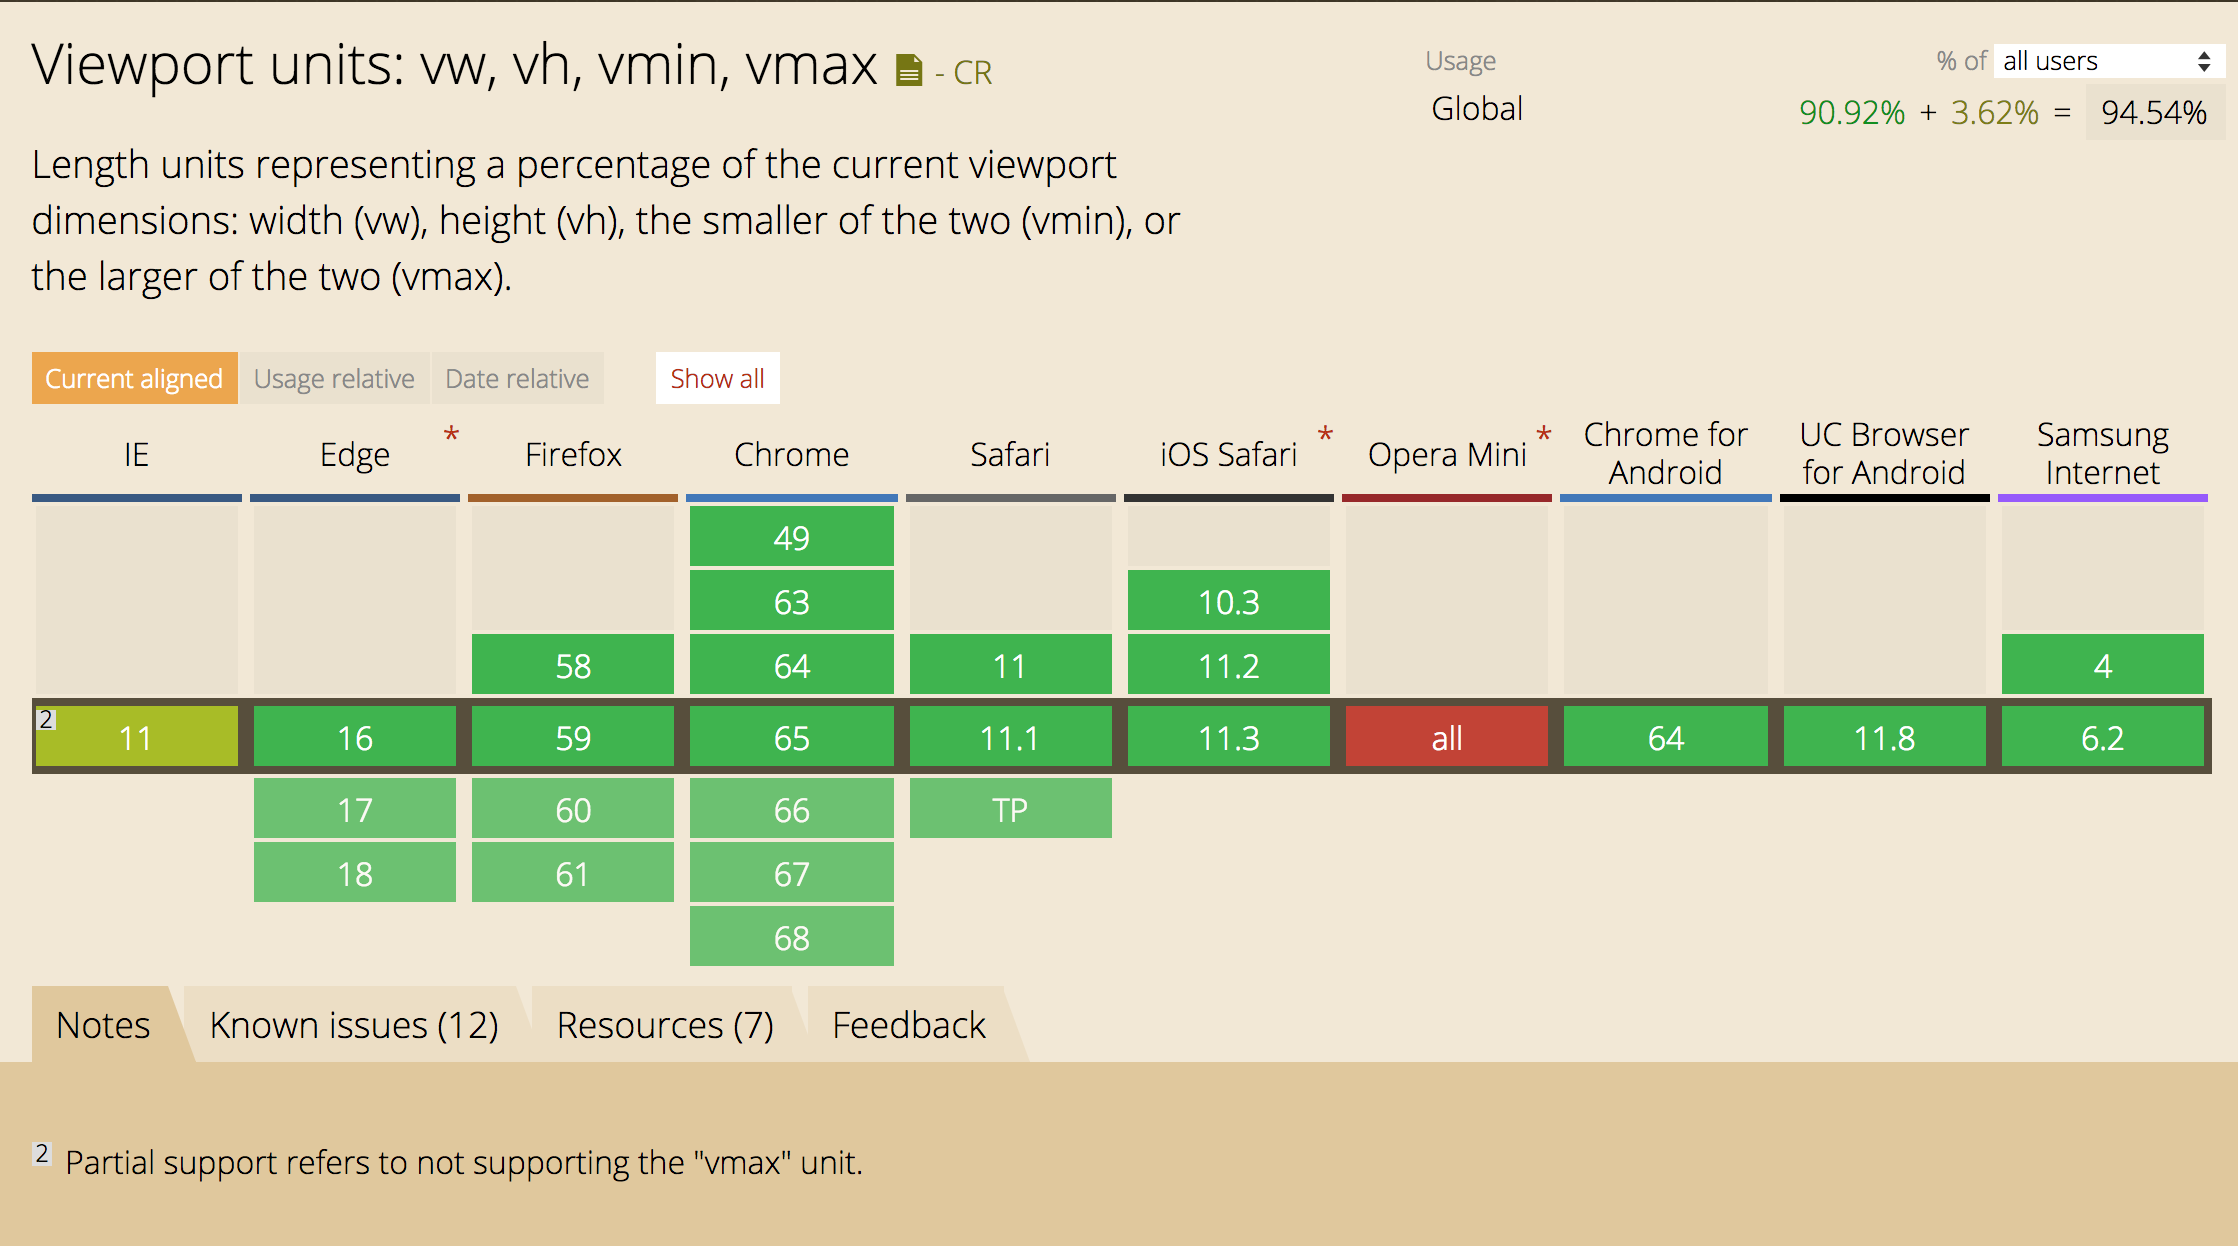 Viewport units: vw, vh, vmin, vmax - CR
Usage % of all users
Global 90.92% + 3.62% = 94.54%
Length units representing a percentage of the current viewport
dimensions: width (vw), height (vh), the smaller of the two (vmin), or
the larger of the two (vmax).
Current aligned Usage relative Date relative Show all
IE Edge * Firefox Chrome Safari iOS Safari * Opera Mini * Chrome for Android UC Browser for Android Samsung Internet
49
63 10.3
58 64 11 11.2 4
2 11 16 59 65 11.1 11.3 all 64 11.8 6.2
17 60 66 TP
18 61 67
68
Notes Known issues (12) Resources (7) Feedback
2 Partial support refers to not supporting the "vmax" unit.